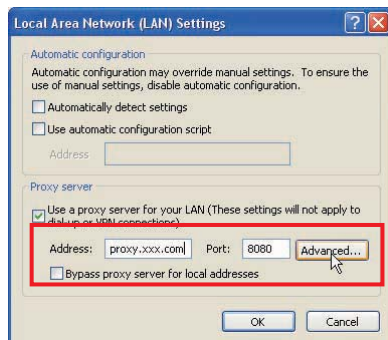 Local Area Network (LAN) Settings
Automatic configuration
Automatic configuration may override manual settings. To ensure the
use of manual settings, disable automatic configuration.
Automatically detect settings
Use automatic configuration script
Address
Proxy server
Use a proxy server for your LAN (These settings will not apply to
dial-up or VPN connections).
Address: proxy.xxx.com Port: 8080 Advanced...
Bypass proxy server for local addresses
OK Cancel